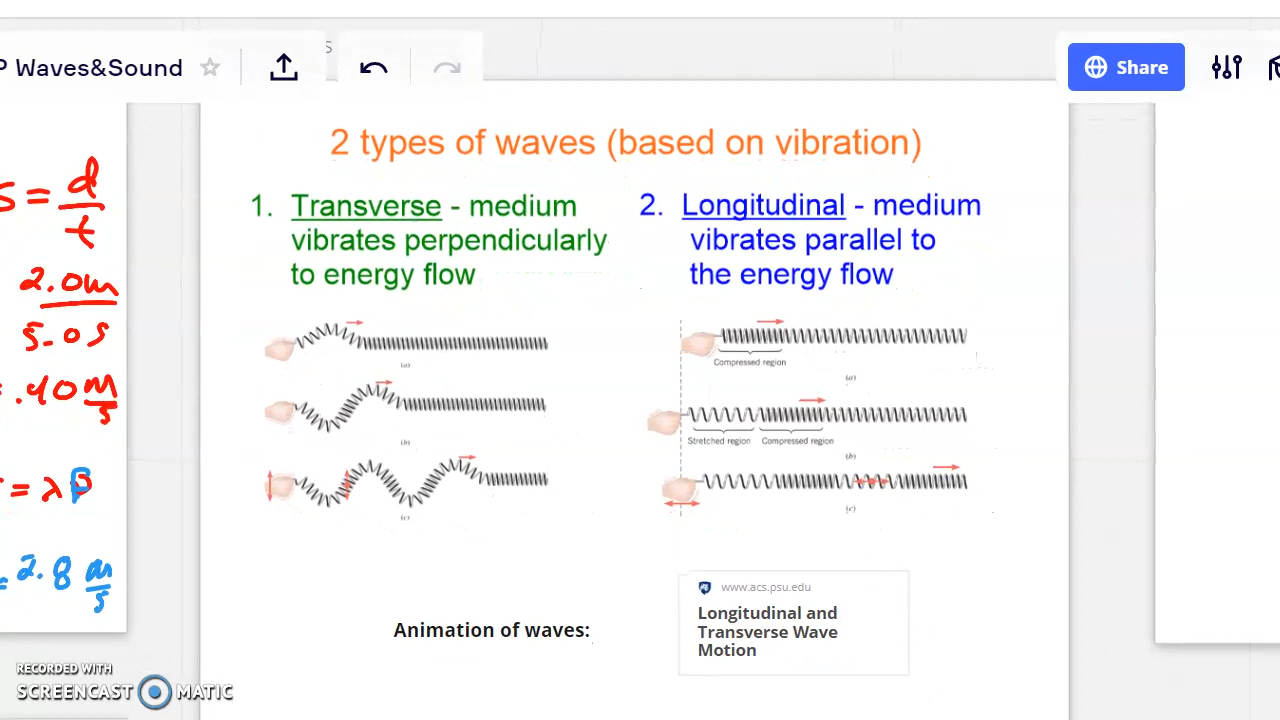 P Waves&Sound
Share
S = d/t
2.0m
5.0s
.40 m/s
= λ
= 2.8 m/s
2 types of waves (based on vibration)
1. Transverse - medium
vibrates perpendicularly
to energy flow
2. Longitudinal - medium
vibrates parallel to
the energy flow
(a)
(b)
(c)
Compressed region
(a)
Stretched region Compressed region
(b)
(c)
Animation of waves:
www.acs.psu.edu
Longitudinal and
Transverse Wave
Motion
RECORDED WITH
SCREENCAST MATIC